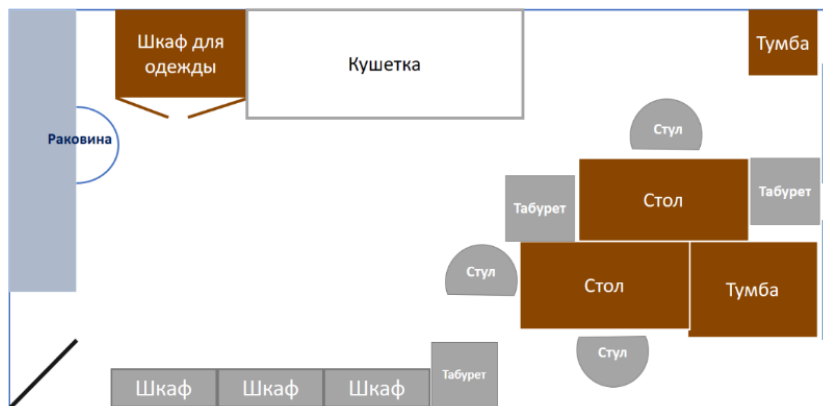 Шкаф для
одежды
Кушетка
Тумба
Раковина
Стул
Табурет
Стол
Табурет
Стул
Стол
Тумба
Стул
Табурет
Шкаф
Шкаф
Шкаф